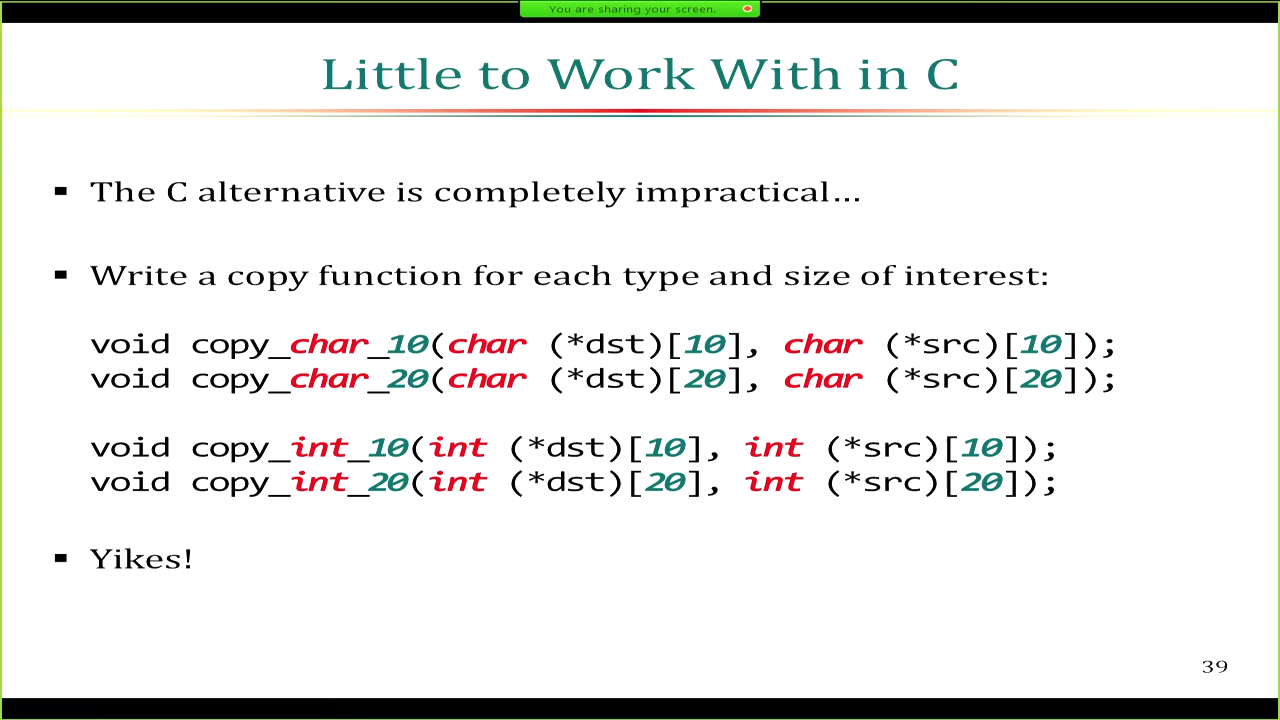 You are sharing your screen.
Little to Work With in C
▪ The C alternative is completely impractical…
▪ Write a copy function for each type and size of interest:
void copy_char_10(char (*dst)[10], char (*src)[10]);
void copy_char_20(char (*dst)[20], char (*src)[20]);
void copy_int_10(int (*dst)[10], int (*src)[10]);
void copy_int_20(int (*dst)[20], int (*src)[20]);
▪ Yikes!
39